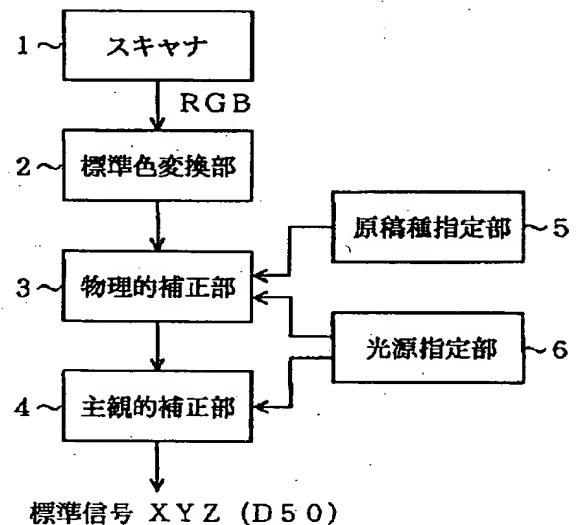 1～ スキャナ
RGB
2～ 標準色変換部
原稿種指定部 ～5
3～ 物理的補正部
光源指定部 ～6
4～ 主観的補正部
標準信号 XYZ (D50)